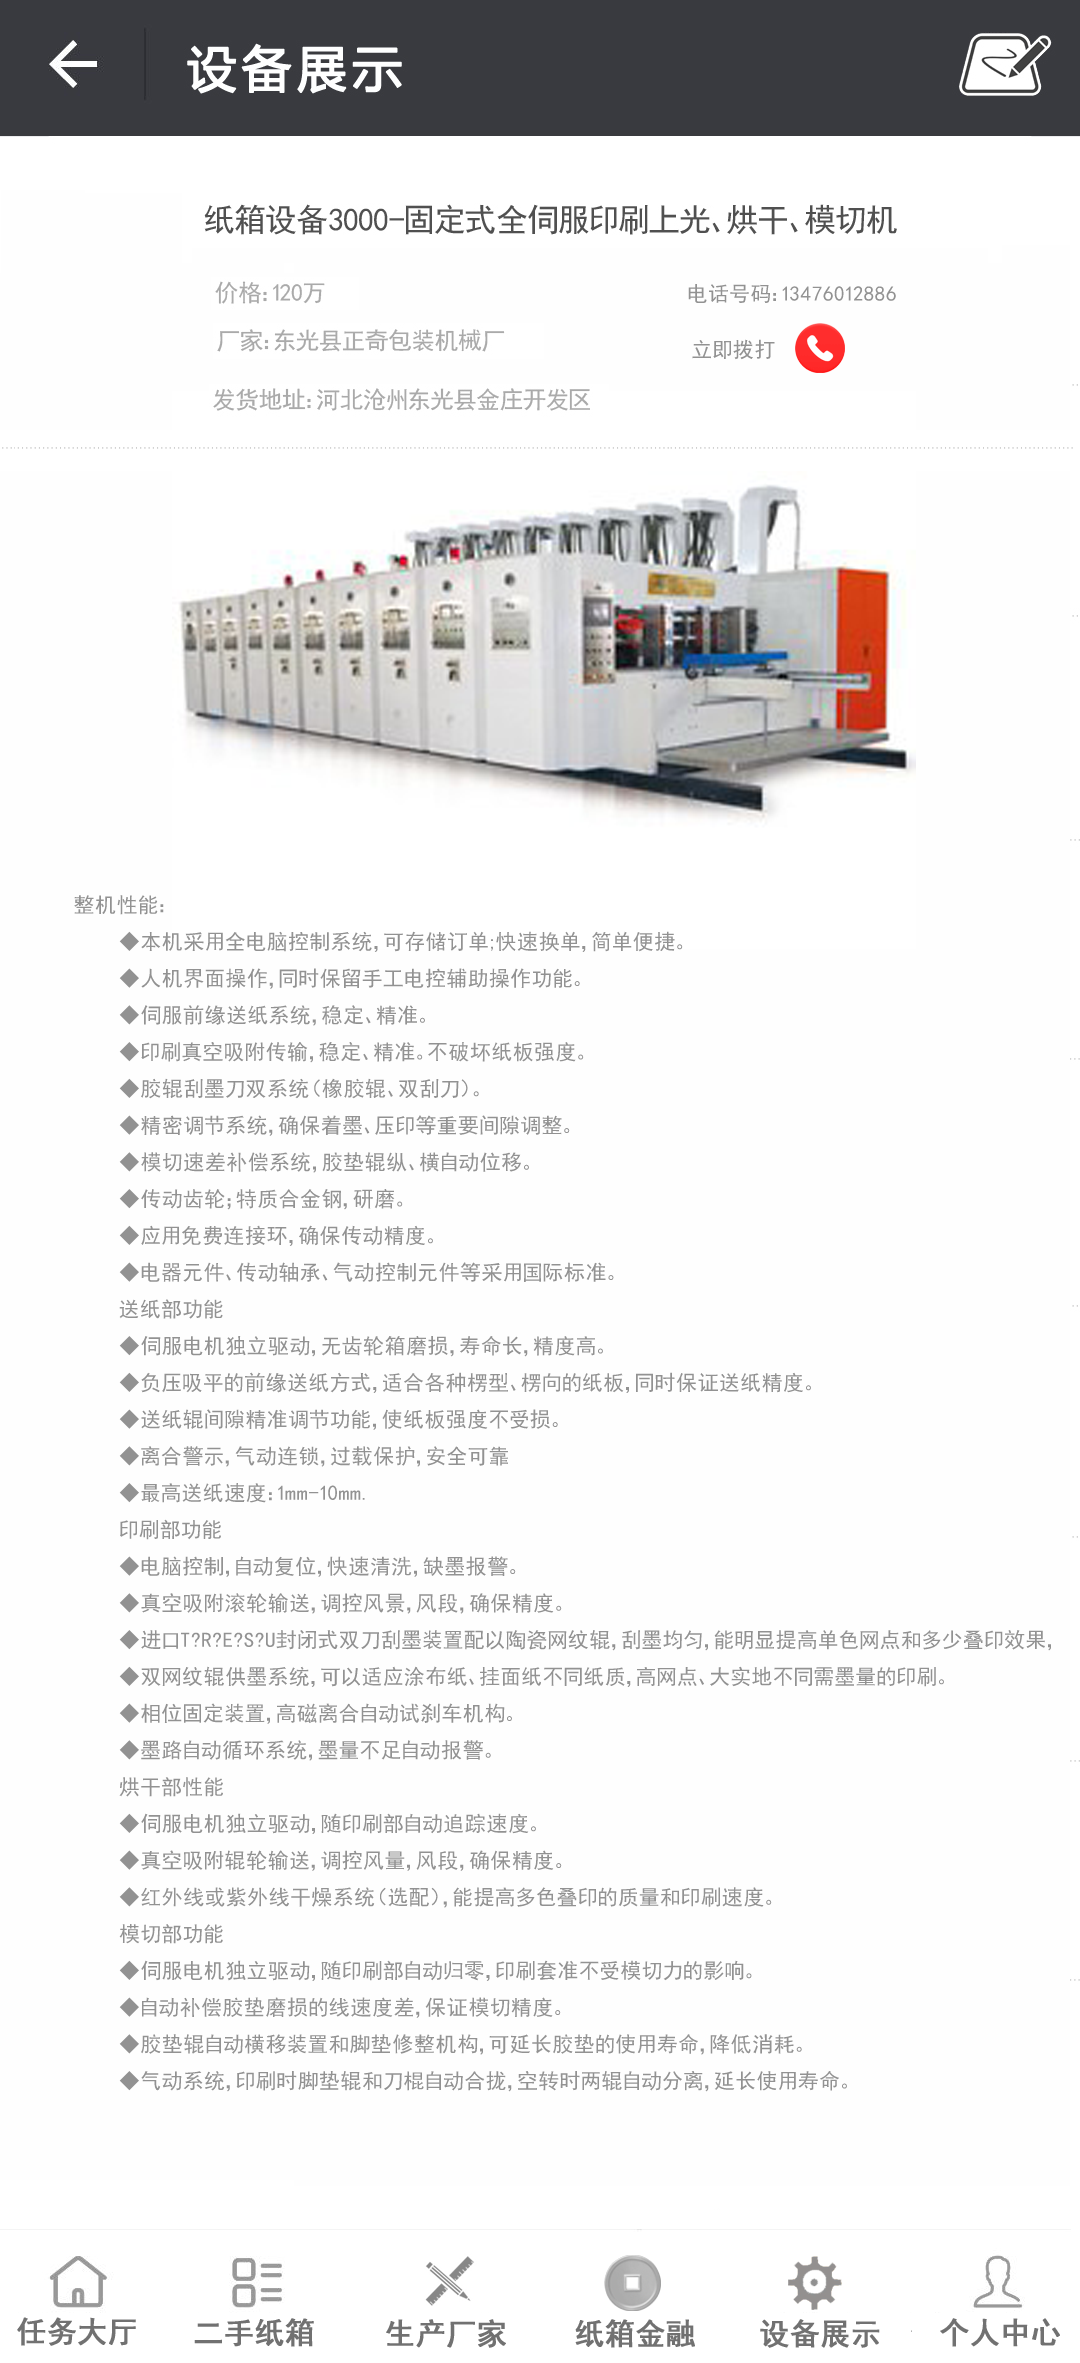 设备展示
纸箱设备3000-固定式全伺服印刷上光、烘干、模切机
价格:120万
电话号码:13476012886
厂家:东光县正奇包装机械厂
立即拨打
发货地址:河北沧州东光县金庄开发区
整机性能:
◆本机采用全电脑控制系统,可存储订单;快速换单,简单便捷。
◆人机界面操作,同时保留手工电控辅助操作功能。
◆伺服前缘送纸系统,稳定、精准。
◆印刷真空吸附传输,稳定、精准。不破坏纸板强度。
◆胶辊刮墨刀双系统(橡胶辊、双刮刀)。
◆精密调节系统,确保着墨、压印等重要间隙调整。
◆模切速差补偿系统,胶垫辊纵、横自动位移。
◆传动齿轮;特质合金钢,研磨。
◆应用免费连接环,确保传动精度。
◆电器元件、传动轴承、气动控制元件等采用国际标准。
送纸部功能
◆伺服电机独立驱动,无齿轮箱磨损,寿命长,精度高。
◆负压吸平的前缘送纸方式,适合各种楞型、楞向的纸板,同时保证送纸精度。
◆送纸辊间隙精准调节功能,使纸板强度不受损。
◆离合警示,气动连锁,过载保护,安全可靠
◆最高送纸速度:1mm-10mm.
印刷部功能
◆电脑控制,自动复位,快速清洗,缺墨报警。
◆真空吸附滚轮输送,调控风景,风段,确保精度。
◆进口T?R?E?S?U封闭式双刀刮墨装置配以陶瓷网纹辊,刮墨均匀,能明显提高单色网点和多少叠印效果,
◆双网纹辊供墨系统,可以适应涂布纸、挂面纸不同纸质,高网点、大实地不同需墨量的印刷。
◆相位固定装置,高磁离合自动试刹车机构。
◆墨路自动循环系统,墨量不足自动报警。
烘干部性能
◆伺服电机独立驱动,随印刷部自动追踪速度。
◆真空吸附辊轮输送,调控风量,风段,确保精度。
◆红外线或紫外线干燥系统(选配),能提高多色叠印的质量和印刷速度。
模切部功能
◆伺服电机独立驱动,随印刷部自动归零,印刷套准不受模切力的影响。
◆自动补偿胶垫磨损的线速度差,保证模切精度。
◆胶垫辊自动横移装置和脚垫修整机构,可延长胶垫的使用寿命,降低消耗。
◆气动系统,印刷时脚垫辊和刀棍自动合拢,空转时两辊自动分离,延长使用寿命。
任务大厅
二手纸箱
生产厂家
纸箱金融
设备展示
个人中心